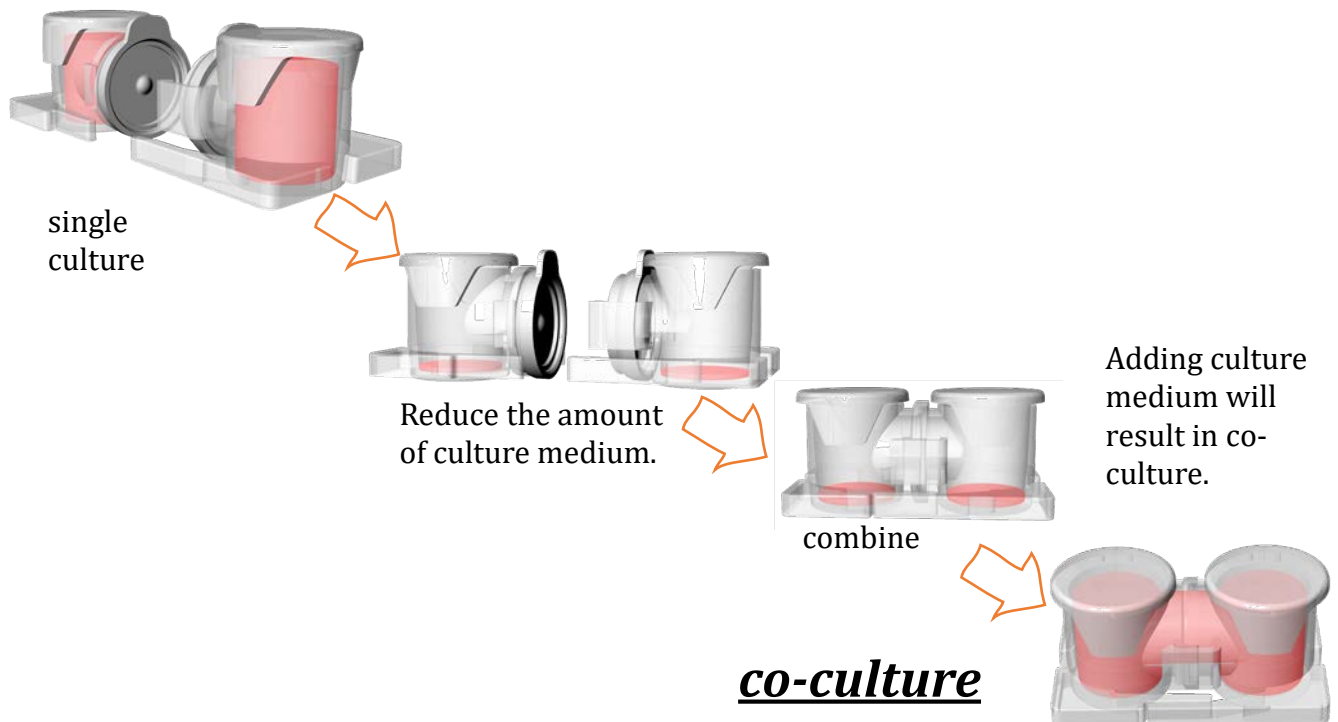 single
culture
Reduce the amount
of culture medium.
combine
Adding culture
medium will
result in co-
culture.
co-culture